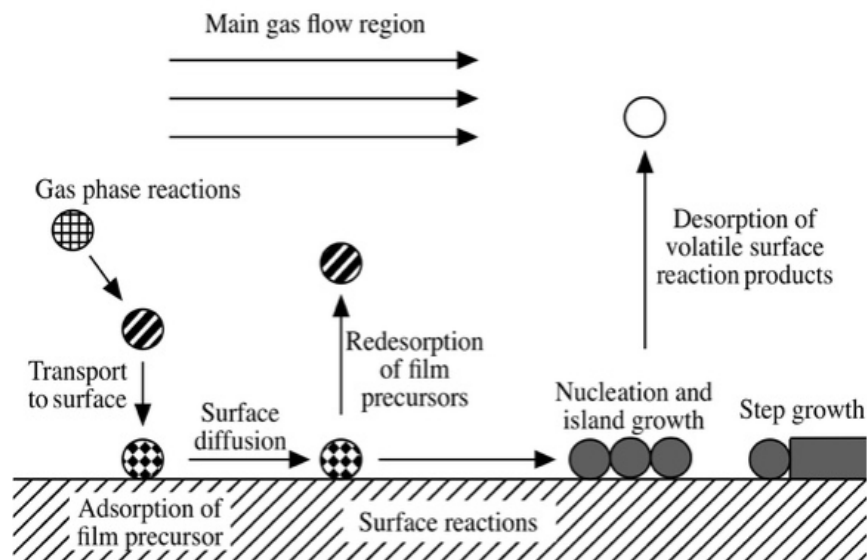 Main gas flow region
Gas phase reactions
Desorption of
volatile surface
reaction products
Transport
to surface
Redesorption
of film
precursors
Surface
diffusion
Nucleation and
island growth
Step growth
Adsorption of
film precursor
Surface reactions